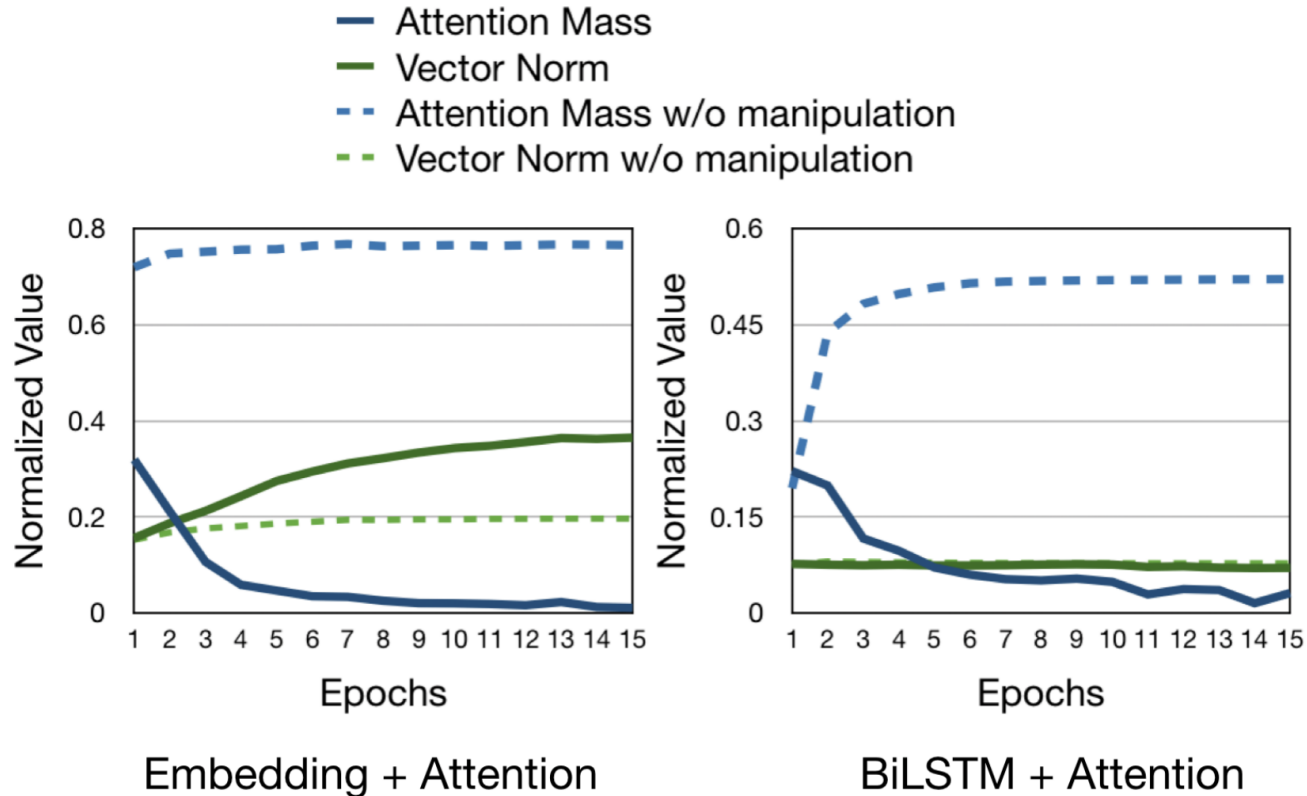 Attention Mass
Vector Norm
Attention Mass w/o manipulation
Vector Norm w/o manipulation
Normalized Value
0.8
0.6
0.4
0.2
0
1 2 3 4 5 6 7 8 9 10 11 12 13 14 15
Epochs
Embedding + Attention
Normalized Value
0.6
0.45
0.3
0.15
0
1 2 3 4 5 6 7 8 9 10 11 12 13 14 15
Epochs
BiLSTM + Attention